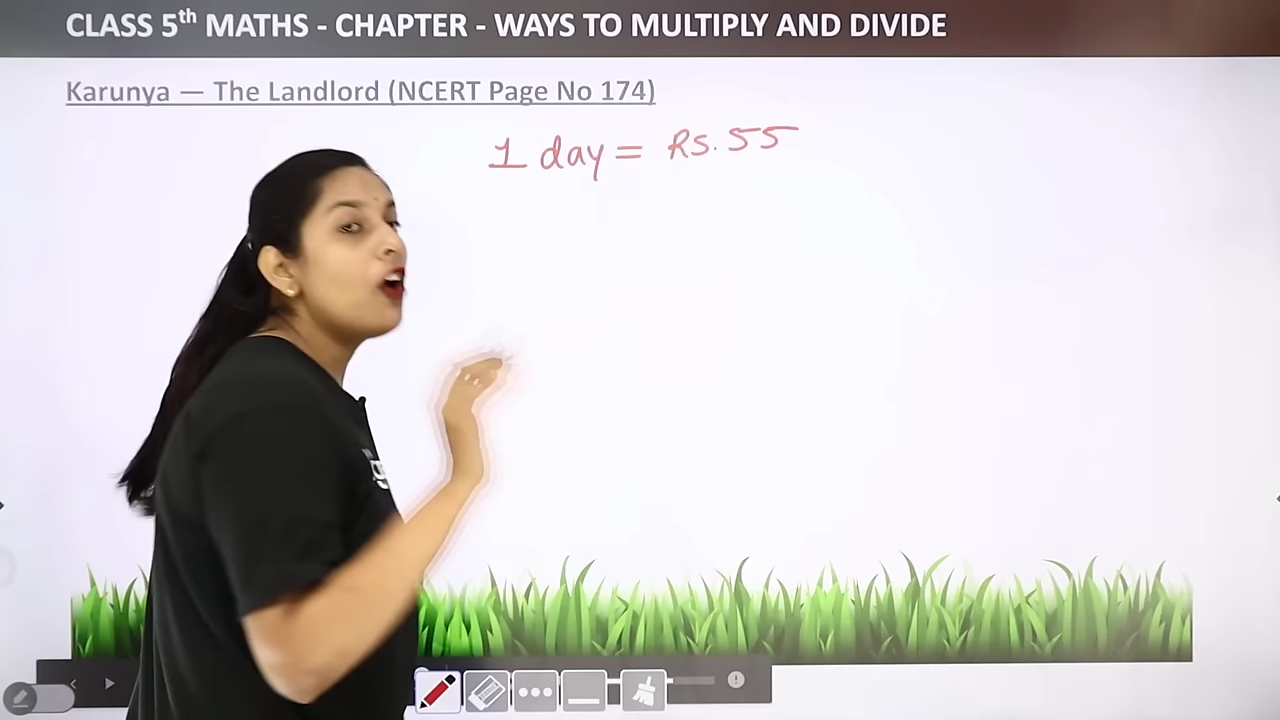 CLASS 5th MATHS - CHAPTER - WAYS TO MULTIPLY AND DIVIDE
Karunya — The Landlord (NCERT Page No 174)
1 day = Rs. 55